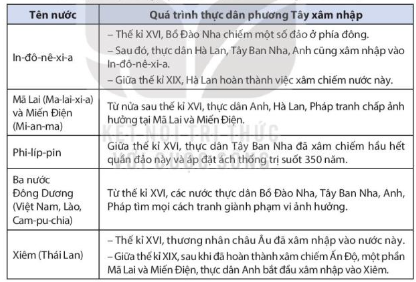 Tên nước
Quá trình thực dân phương Tây xâm nhập
In-đô-nê-xi-a
– Thế kỉ XVI, Bồ Đào Nha chiếm một số đảo ở phía đông.
– Sau đó, thực dân Hà Lan, Tây Ban Nha, Anh cũng xâm nhập vào
In-đô-nê-xi-a.
– Giữa thế kỉ XIX, Hà Lan hoàn thành việc xâm chiếm nước này.
Mã Lai (Ma-lai-xi-a)
và Miến Điện
(Mi-an-ma)
Từ nửa sau thế kỉ XVI, thực dân Anh, Hà Lan, Pháp tranh chấp ảnh
hưởng tại Mã Lai và Miến Điện.
Phi-líp-pin
Giữa thế kỉ XVI, thực dân Tây Ban Nha đã xâm chiếm hầu hết
quần đảo này và áp đặt ách thống trị suốt 350 năm.
Ba nước
Đông Dương
(Việt Nam, Lào,
Cam-pu-chia)
Từ thế kỉ XVI, các nước thực dân Bồ Đào Nha, Tây Ban Nha, Anh,
Pháp tìm mọi cách tranh giành phạm vi ảnh hưởng.
Xiêm (Thái Lan)
– Thế kỉ XVI, thương nhân châu Âu đã xâm nhập vào nước này.
– Giữa thế kỉ XIX, sau khi đã hoàn thành xâm chiếm Ấn Độ, một phần
Mã Lai và Miến Điện, thực dân Anh bắt đầu xâm nhập vào Xiêm.
KẾT NỐI TRI THỨC
VỚI CUỘC SỐNG